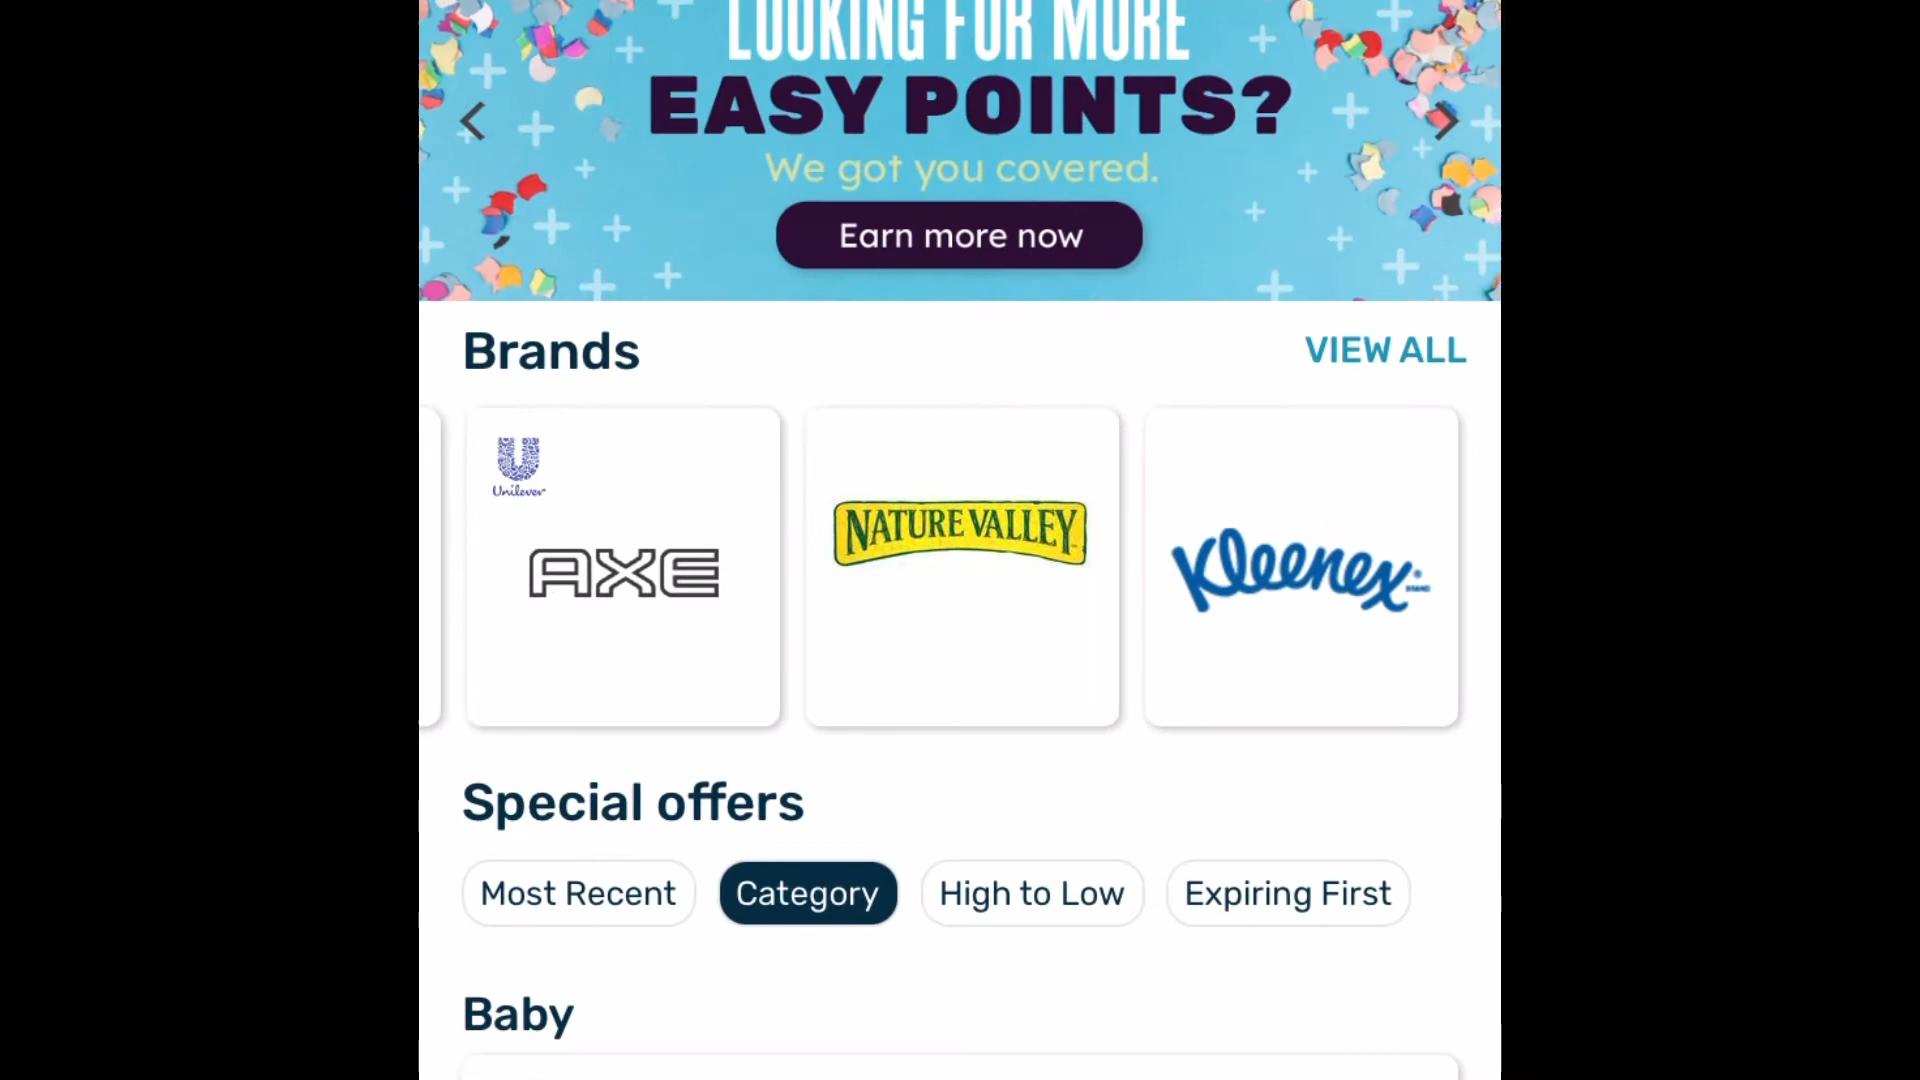 LOOKING FOR MORE
EASY POINTS?
We got you covered.
Earn more now
Brands
VIEW ALL
Unilever
AXE
NATURE VALLEY
Kleenex® BRAND
Special offers
Most Recent
Category
High to Low
Expiring First
Baby